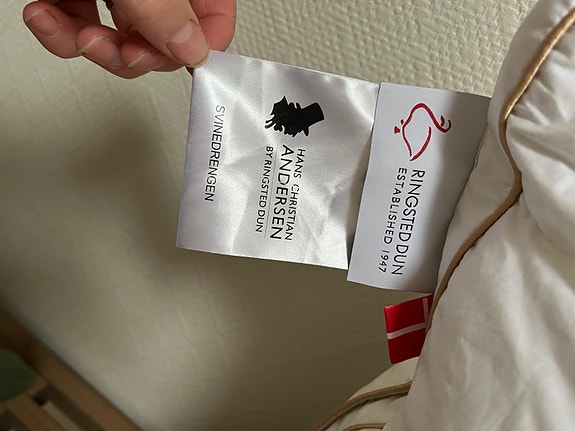 HANS CHRISTIAN
ANDERSEN
BY RINGSTED DUN
SVINEDRENGEN
RINGSTED DUN
ESTABLISHED 1947